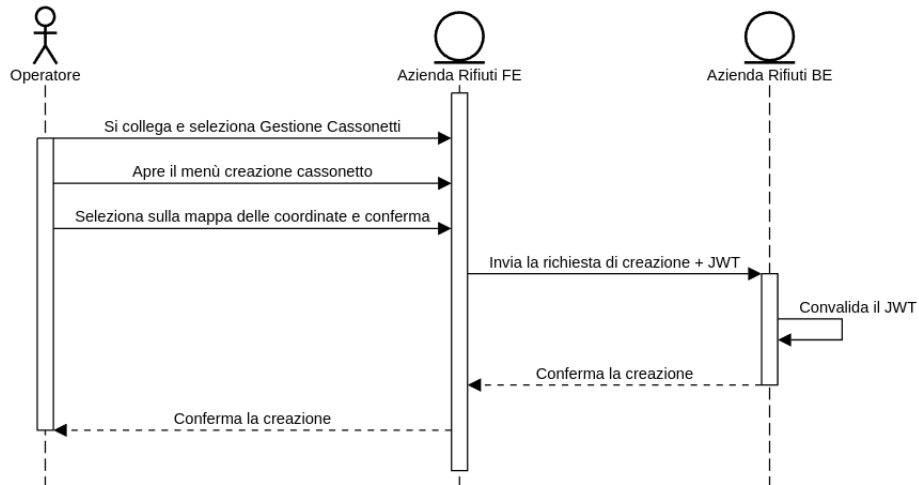 Operatore
Azienda Rifiuti FE
Azienda Rifiuti BE
Si collega e seleziona Gestione Cassonetti
Apre il menù creazione cassonetto
Seleziona sulla mappa delle coordinate e conferma
Invia la richiesta di creazione + JWT
Convalida il JWT
Conferma la creazione
Conferma la creazione